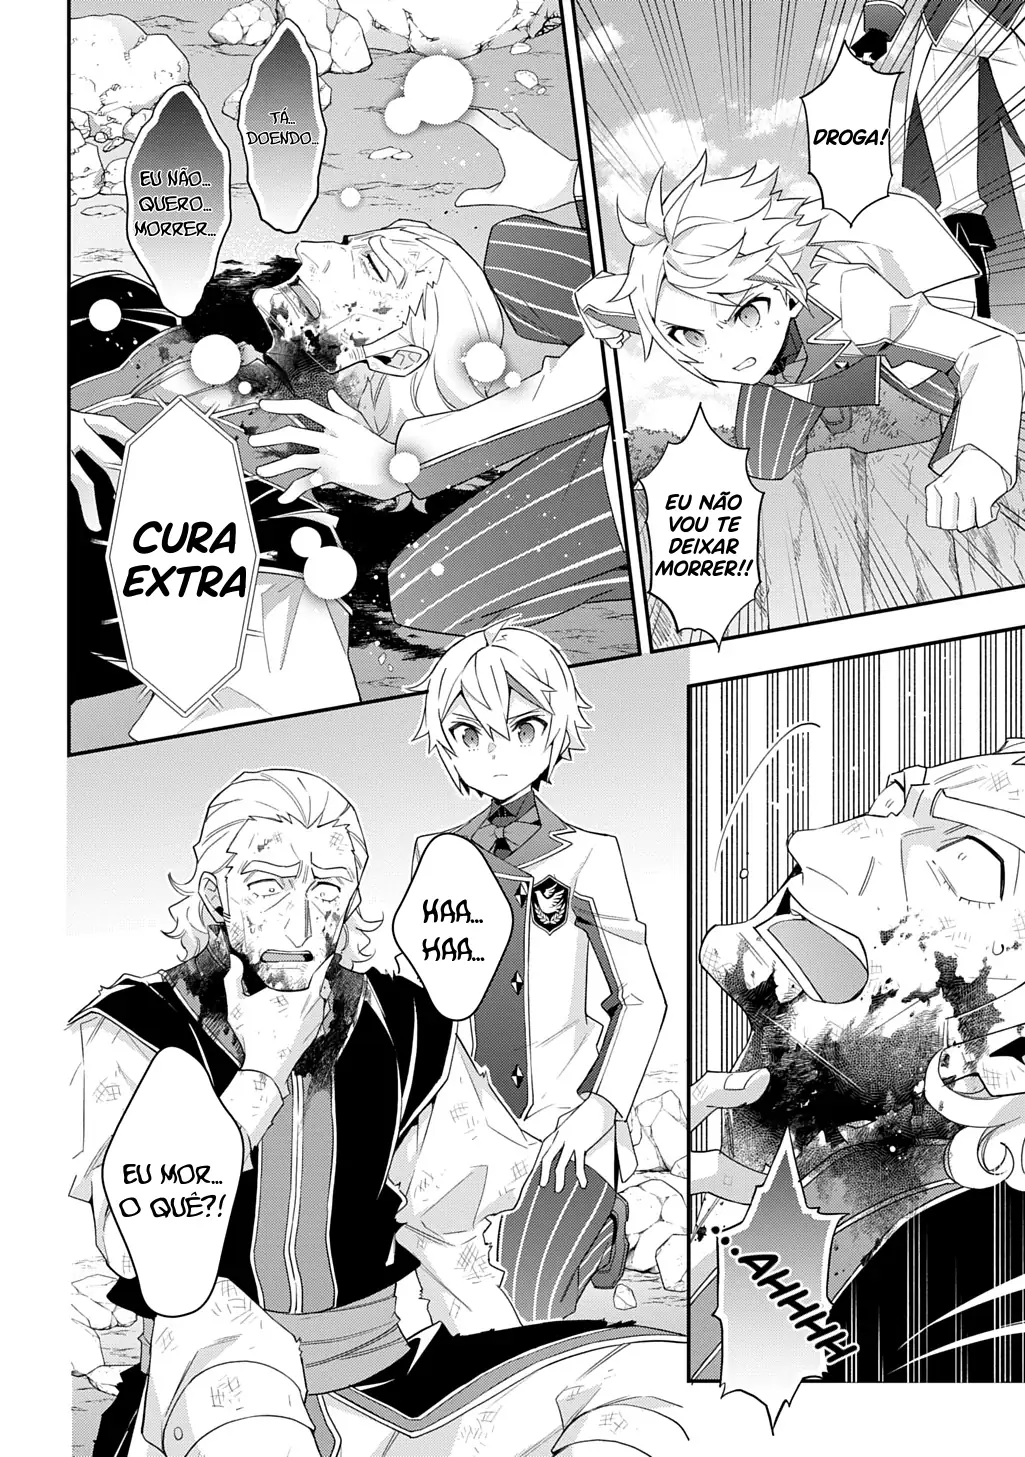 DROGA!
EU NÃO
VOU TE
DEIXAR
MORRER!!
TÁ...
DOENDO...
EU NÃO...
QUERO...
MORRER...
CURA
EXTRA
...AHHHH
HAA...
HAA...
EU MOR...
O QUÊ?!